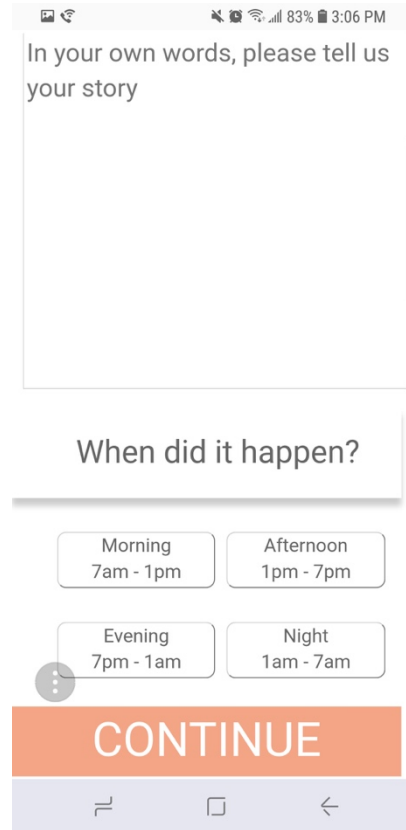 83% 3:06 PM
In your own words, please tell us
your story
When did it happen?
Morning
7am - 1pm
Afternoon
1pm - 7pm
Evening
7pm - 1am
Night
1am - 7am
CONTINUE